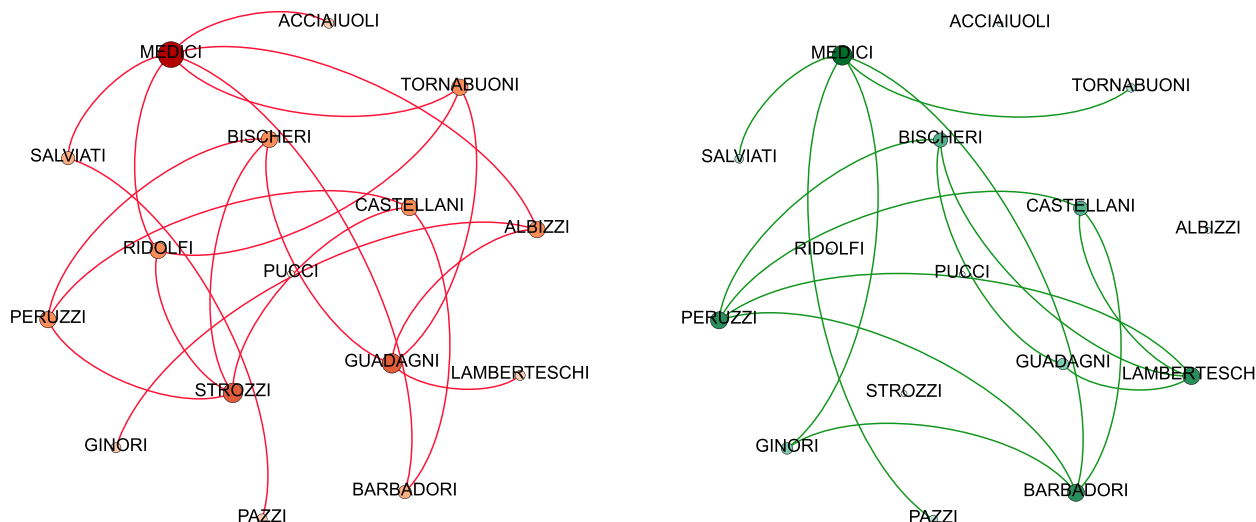 ACCIAIUOLI
MEDICI
TORNABUONI
BISCHERI
SALVIATI
CASTELLANI
ALBIZZI
RIDOLFI
PUCCI
PERUZZI
GUADAGNI
LAMBERTESCHI
STROZZI
GINORI
BARBADORI
PAZZI
ACCIAIUOLI
MEDICI
TORNABUONI
BISCHERI
SALVIATI
CASTELLANI
ALBIZZI
RIDOLFI
PUCCI
PERUZZI
GUADAGNI
LAMBERTESCH
STROZZI
GINORI
BARBADORI
PAZZI